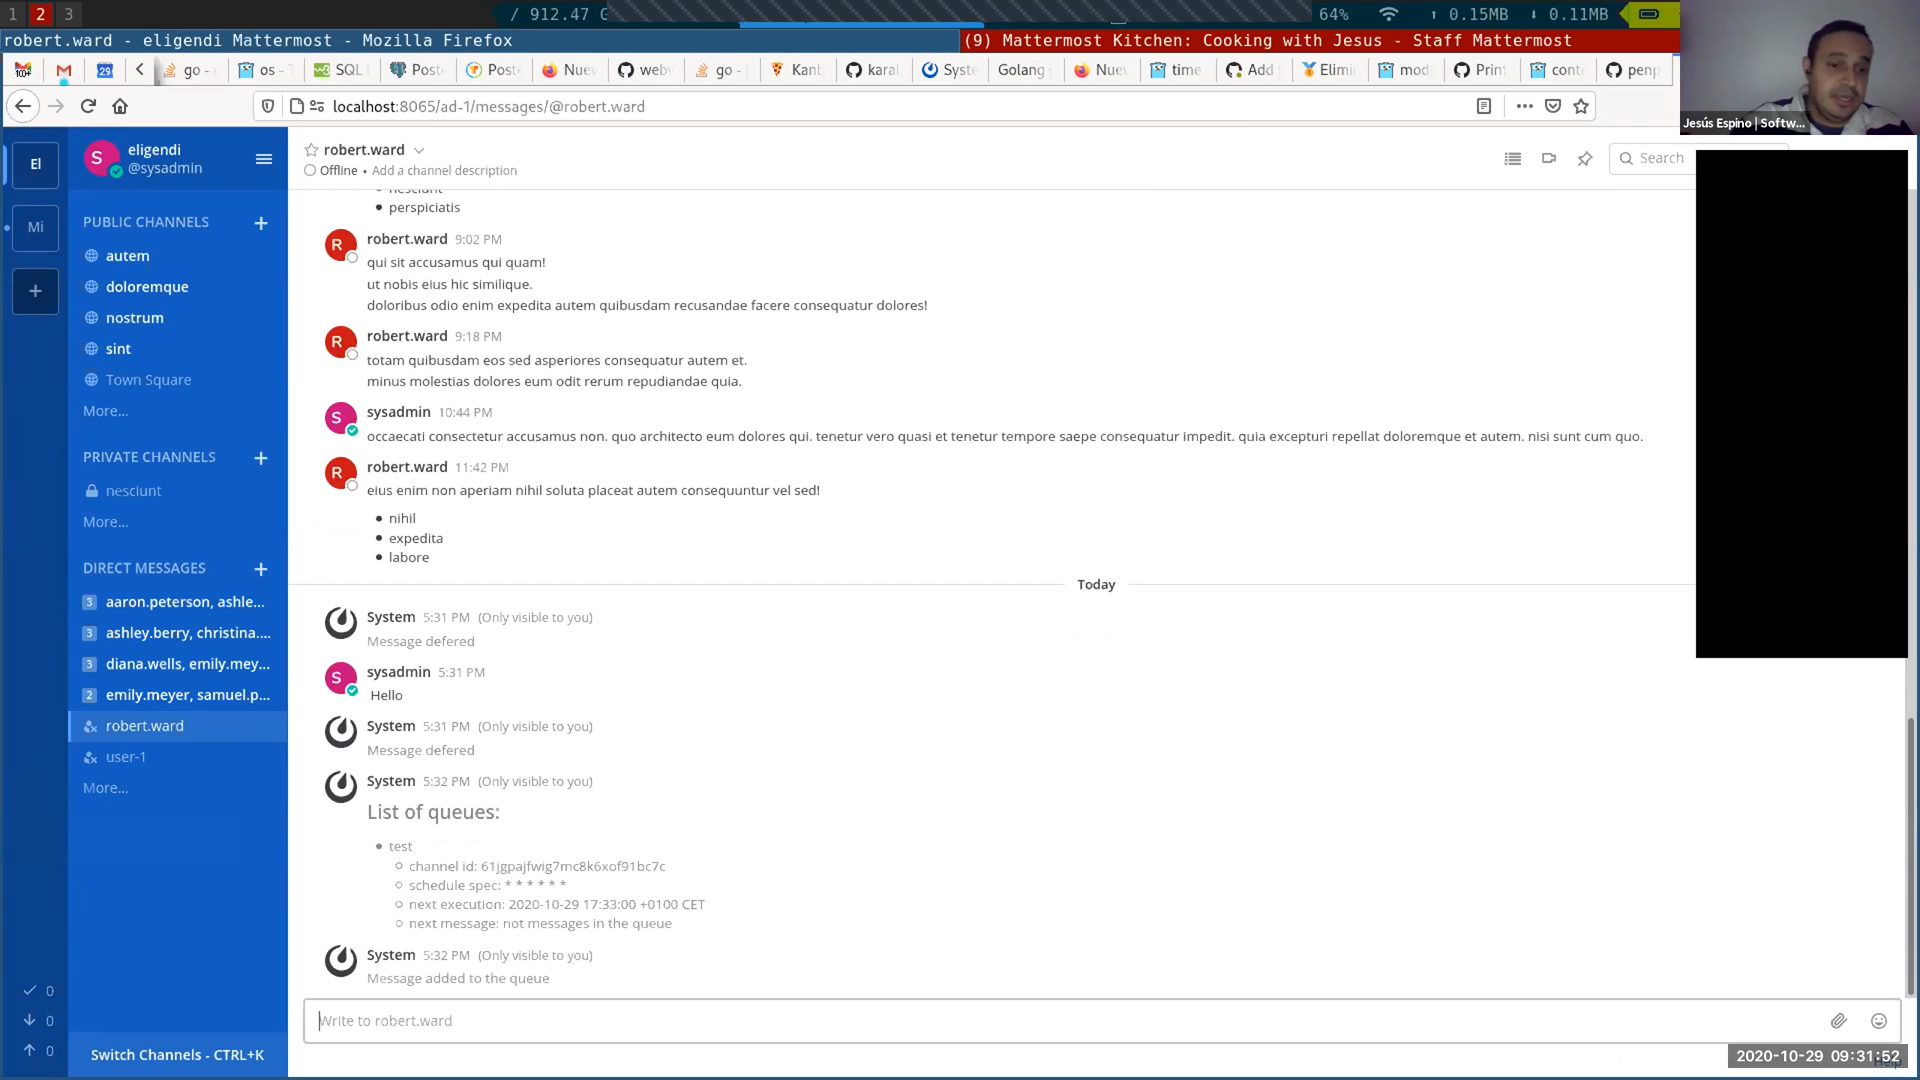 1 2 3
/ 912.47 G
64%
0.15MB
0.11MB
robert.ward - eligendi Mattermost - Mozilla Firefox
(9) Mattermost Kitchen: Cooking with Jesus - Staff Mattermost
100+
29
go -
os -
SQL
Post
Post
Nuev
web
go -
Kanb
karal
Syste
Golang
Nuev
time
Add
Elimin
mod
Print
conte
penp
localhost:8065/ad-1/messages/@robert.ward
Jesús Espino | Softw...
El
Mi
eligendi
@sysadmin
robert.ward
Offline • Add a channel description
Search
PUBLIC CHANNELS
autem
doloremque
nostrum
sint
Town Square
More...
PRIVATE CHANNELS
nesciunt
More...
DIRECT MESSAGES
3 aaron.peterson, ashle...
3 ashley.berry, christina....
3 diana.wells, emily.mey...
2 emily.meyer, samuel.p...
robert.ward
user-1
More...
0
0
0
Switch Channels - CTRL+K
nesciunt
perspiciatis
R robert.ward 9:02 PM
qui sit accusamus qui quam!
ut nobis eius hic similique.
doloribus odio enim expedita autem quibusdam recusandae facere consequatur dolores!
R robert.ward 9:18 PM
totam quibusdam eos sed asperiores consequatur autem et.
minus molestias dolores eum odit rerum repudiandae quia.
S sysadmin 10:44 PM
occaecati consectetur accusamus non. quo architecto eum dolores qui. tenetur vero quasi et tenetur tempore saepe consequatur impedit. quia excepturi repellat doloremque et autem. nisi sunt cum quo.
R robert.ward 11:42 PM
eius enim non aperiam nihil soluta placeat autem consequuntur vel sed!
nihil
expedita
labore
Today
System 5:31 PM (Only visible to you)
Message defered
S sysadmin 5:31 PM
Hello
System 5:31 PM (Only visible to you)
Message defered
System 5:32 PM (Only visible to you)
List of queues:
test
channel id: 61jgpajfwig7mc8k6xof91bc7c
schedule spec: * * * * * *
next execution: 2020-10-29 17:33:00 +0100 CET
next message: not messages in the queue
System 5:32 PM (Only visible to you)
Message added to the queue
Write to robert.ward
2020-10-29 09:31:52
Help